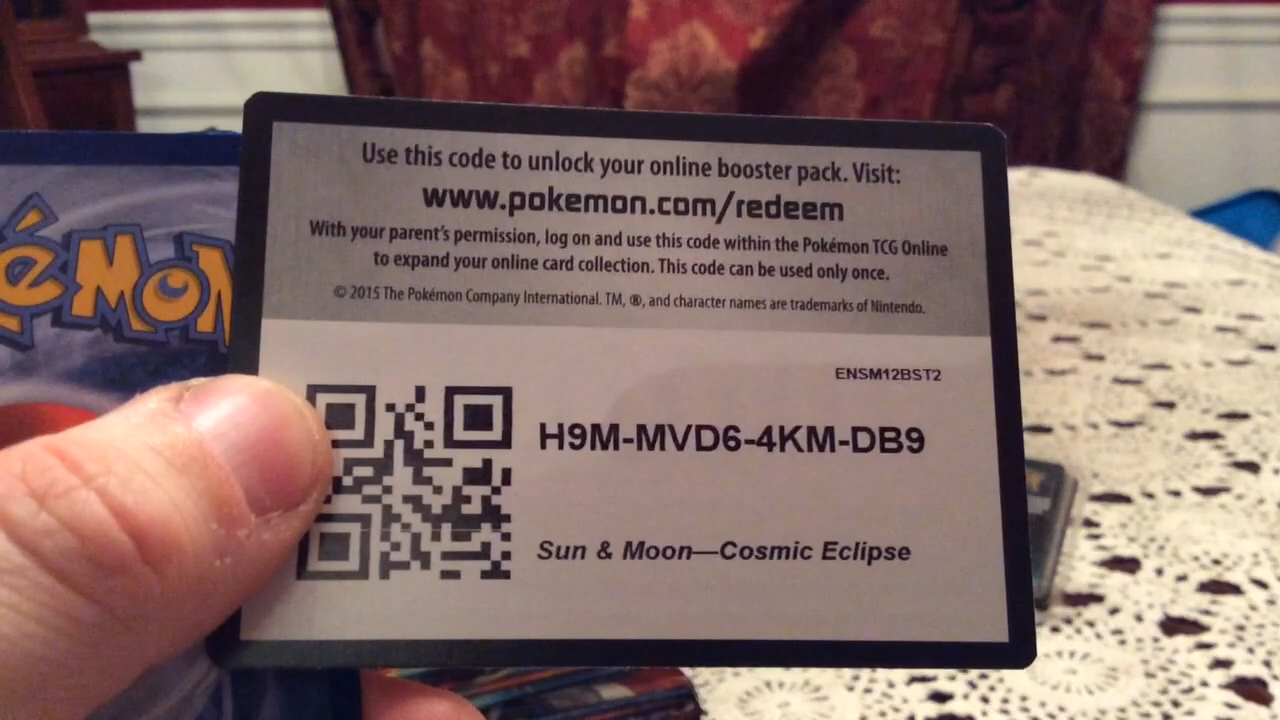 Use this code to unlock your online booster pack. Visit:
www.pokemon.com/redeem
With your parent's permission, log on and use this code within the Pokémon TCG Online
to expand your online card collection. This code can be used only once.
© 2015 The Pokémon Company International. TM, ®, and character names are trademarks of Nintendo.
ENSM12BST2
H9M-MVD6-4KM-DB9
Sun & Moon—Cosmic Eclipse
éMON